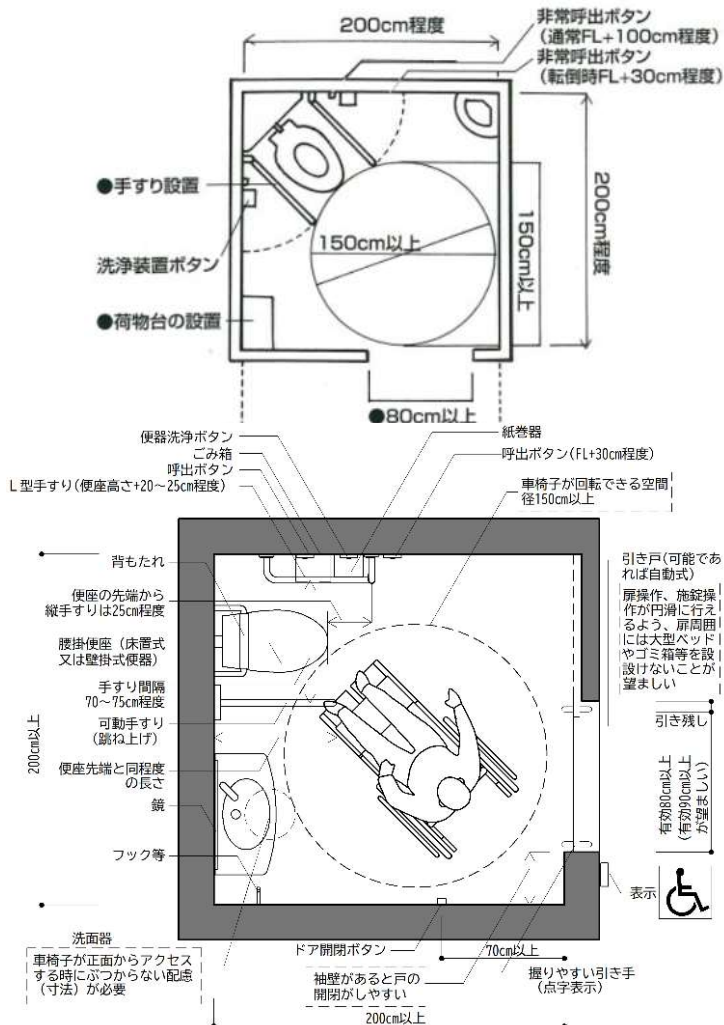 200cm程度
非常呼出ボタン
(通常FL+100cm程度)
非常呼出ボタン
(転倒時FL+30cm程度)
●手すり設置
200cm程度
150cm以上
150cm以上
洗浄装置ボタン
●荷物台の設置
●80cm以上
便器洗浄ボタン
ごみ箱
呼出ボタン
L型手すり(便座高さ+20～25cm程度)
紙巻器
呼出ボタン(FL+30cm程度)
車椅子が回転できる空間
径150cm以上
背もたれ
便座の先端から
縦手すりは25cm程度
腰掛便座（床置式
又は壁掛式便器）
手すり間隔
70～75cm程度
可動手すり
（跳ね上げ）
便座先端と同程度
の長さ
鏡
フック等
200cm以上
引き戸(可能であ
れば自動式)
扉操作、施錠操
作が円滑に行え
るよう、扉周囲
には大型ベッド
やゴミ箱等を設
設けないことが
望ましい
引き残し
有効80cm以上
(有効90cm以上
が望ましい)
表示
洗面器
車椅子が正面からアクセス
する時にぶつからない配慮
（寸法）が必要
ドア開閉ボタン
70cm以上
袖壁があると戸の
開閉がしやすい
握りやすい引き手
（点字表示）
200cm以上